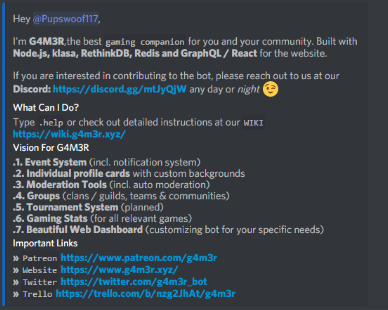 Hey @Pupswoof117,
I'm G4M3R,the best gaming companion for you and your community. Built with
Node.js, klasa, RethinkDB, Redis and GraphQL / React for the website.
If you are interested in contributing to the bot, please reach out to us at our
Discord: https://discord.gg/mtJyQjW any day or night 😉
What Can I Do?
Type .help or check out detailed instructions at our WIKI
https://wiki.g4m3r.xyz/
Vision For G4M3R
.1. Event System (incl. notification system)
.2. Individual profile cards with custom backgrounds
.3. Moderation Tools (incl. auto moderation)
.4. Groups (clans / guilds, teams & communities)
.5. Tournament System (planned)
.6. Gaming Stats (for all relevant games)
.7. Beautiful Web Dashboard (customizing bot for your specific needs)
Important Links
» Patreon https://www.patreon.com/g4m3r
» Website https://www.g4m3r.xyz/
» Twitter https://twitter.com/g4m3r_bot
» Trello https://trello.com/b/nzg2JhAt/g4m3r